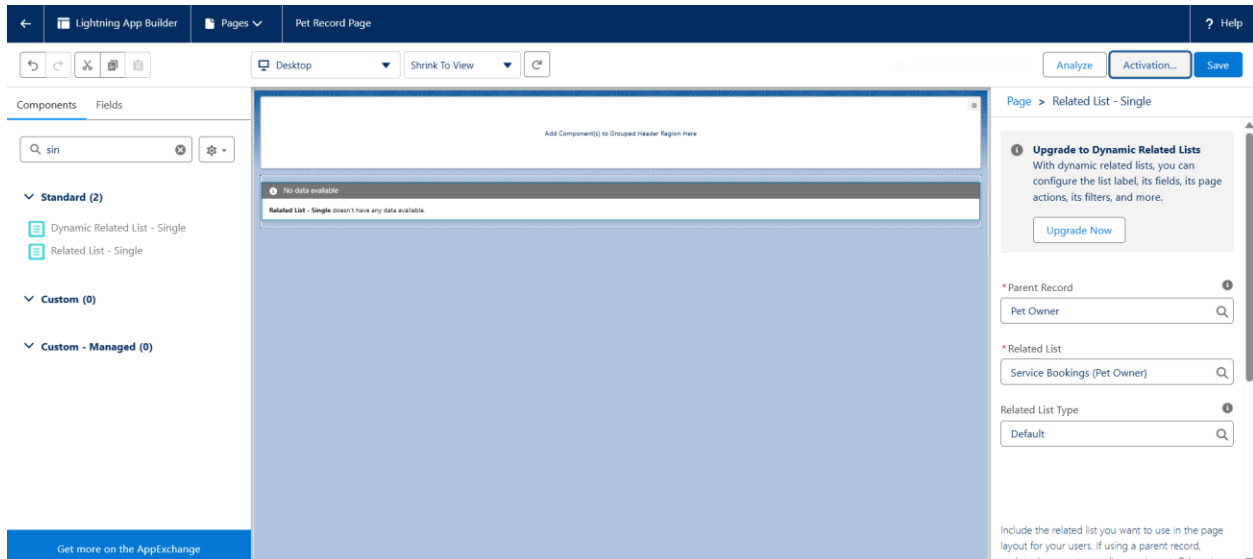 Lightning App Builder
Pages
Pet Record Page
? Help
Desktop
Shrink To View
Analyze
Activation...
Save
Components
Fields
sin
Standard (2)
Dynamic Related List - Single
Related List - Single
Custom (0)
Custom - Managed (0)
Get more on the AppExchange
Add Component(s) to Grouped Header Region Here
No data available
Related List - Single doesn't have any data available.
Page > Related List - Single
Upgrade to Dynamic Related Lists
With dynamic related lists, you can
configure the list label, its fields, its page
actions, its filters, and more.
Upgrade Now
*Parent Record
Pet Owner
*Related List
Service Bookings (Pet Owner)
Related List Type
Default
Include the related list you want to use in the page
layout for your users. If using a parent record,